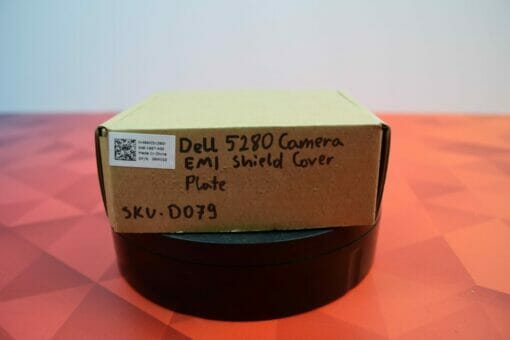 Made in China
Dell 5280 Camera
EMI Shield Cover
Plate
SKU-D079